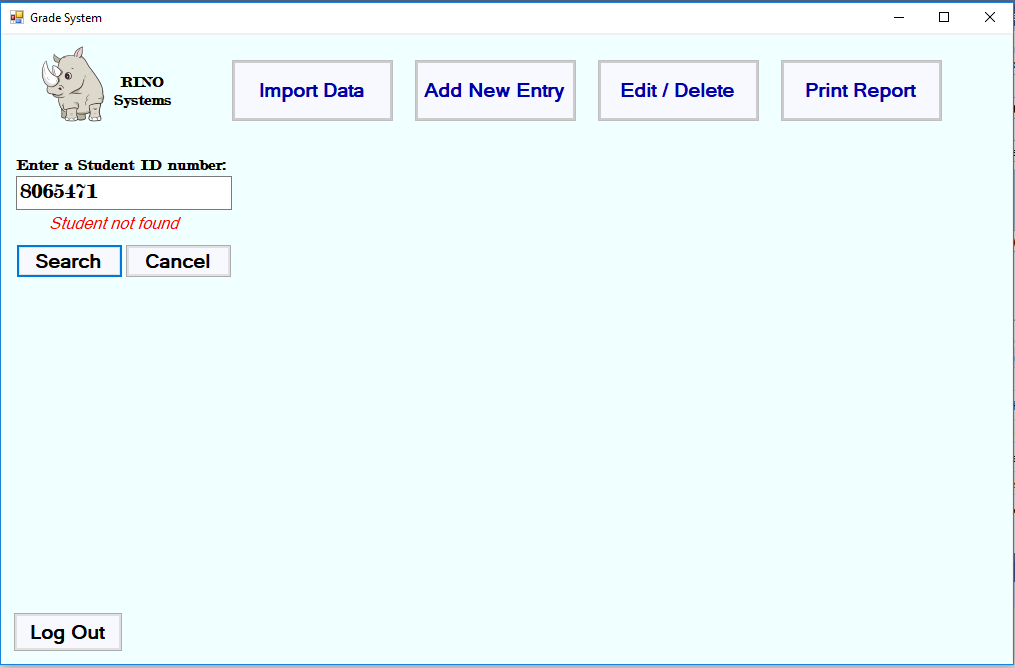 Grade System
RINO
Systems
Import Data
Add New Entry
Edit / Delete
Print Report
Enter a Student ID number:
8065471
Student not found
Search
Cancel
Log Out